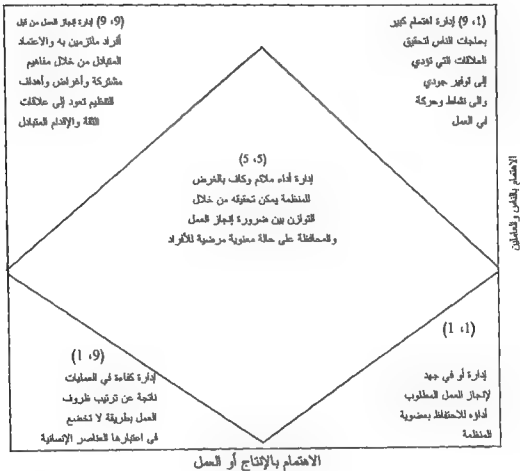 (1، 9) إدارة اهتمام كبير
بحاجات الناس لتحقيق
العلاقات التي تؤدي
إلى توفير جودي
والى نشاط وحركة
في العمل
(9، 9) إدارة إنجاز العمل من قبل
أفراد ملتزمين به والاعتماد
المتبادل من خلال مفاهيم
مشتركة وأغراض وأهداف
التنظيم تعود إلى علاقات
الثقة والإقدام المتبادل
(5، 5)
إدارة أداء ملائم وكاف بالغرض
للمنظمة يمكن تحقيقه من خلال
التوازن بين ضرورة إنجاز العمل
والمحافظة على حالة معنوية مرضية للأفراد
الاهتمام بالناس والعاملين
(1، 1)
إدارة أو في جهد
لإنجاز العمل المطلوب
أداؤه للاحتفاظ بعضوية
المنظمة
(9، 1)
إدارة كفاءة في العمليات
ناتجة عن ترتيب ظروف
العمل بطريقة لا تخضع
في اعتبارها العناصر الإنسانية
الاهتمام بالإنتاج أو العمل